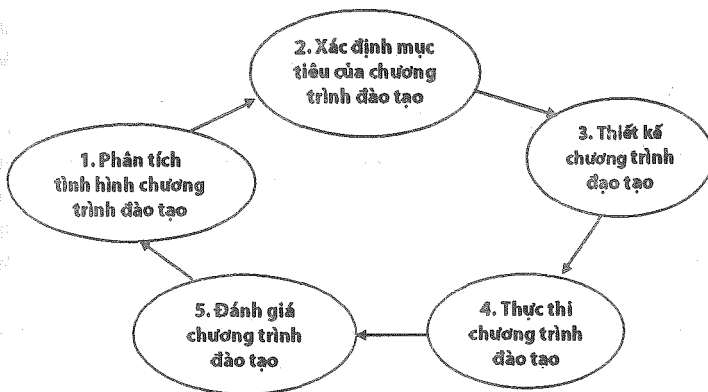 1. Phân tích
tình hình chương
trình đào tạo
2. Xác định mục
tiêu của chương
trình đào tạo
3. Thiết kế
chương trình
đạo tạo
4. Thực thi
chương trình
đào tạo
5. Đánh giá
chương trình
đào tạo